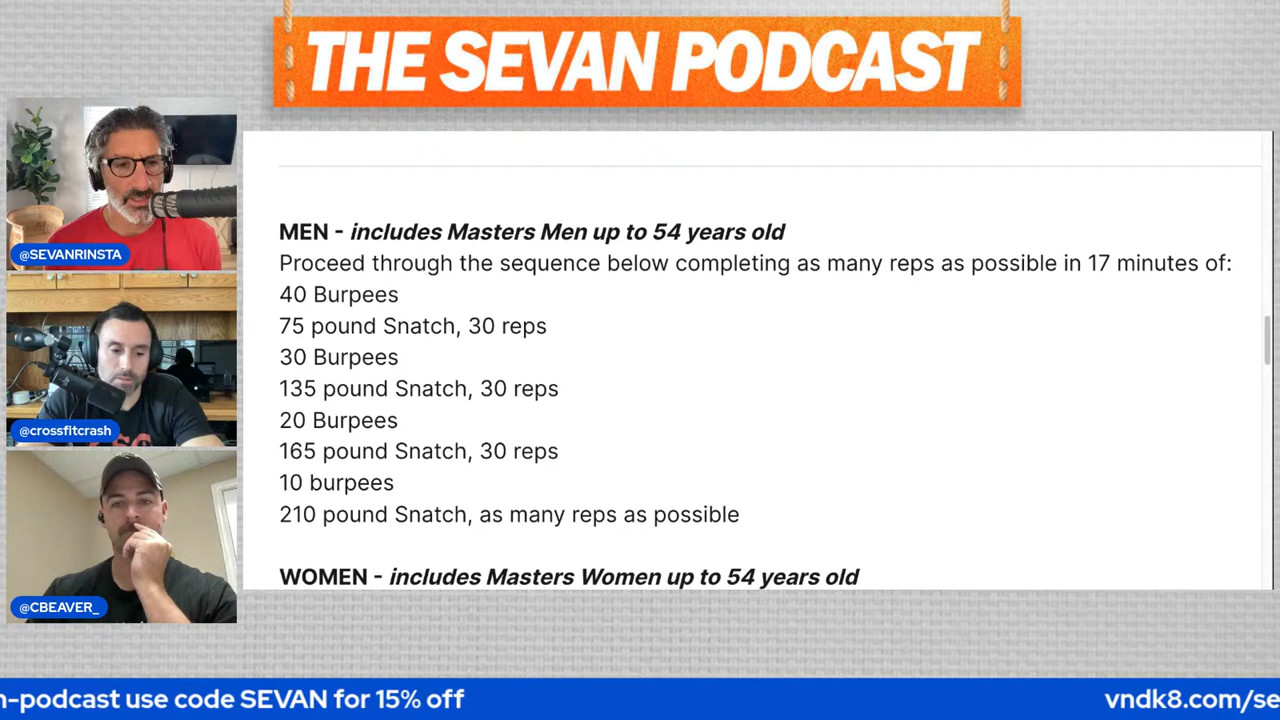 THE SEVAN PODCAST
@SEVANRINSTA
@crossfitcrash
@CBEAVER_
MEN - includes Masters Men up to 54 years old
Proceed through the sequence below completing as many reps as possible in 17 minutes of:
40 Burpees
75 pound Snatch, 30 reps
30 Burpees
135 pound Snatch, 30 reps
20 Burpees
165 pound Snatch, 30 reps
10 burpees
210 pound Snatch, as many reps as possible
WOMEN - includes Masters Women up to 54 years old
n-podcast use code SEVAN for 15% off
vndk8.com/se